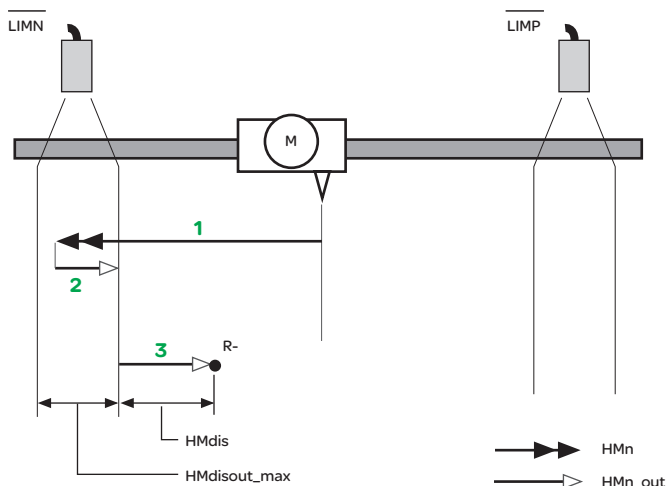 LIMN
LIMP
M
1
2
3
R-
HMdis
HMdisout_max
HMn
HMn_out